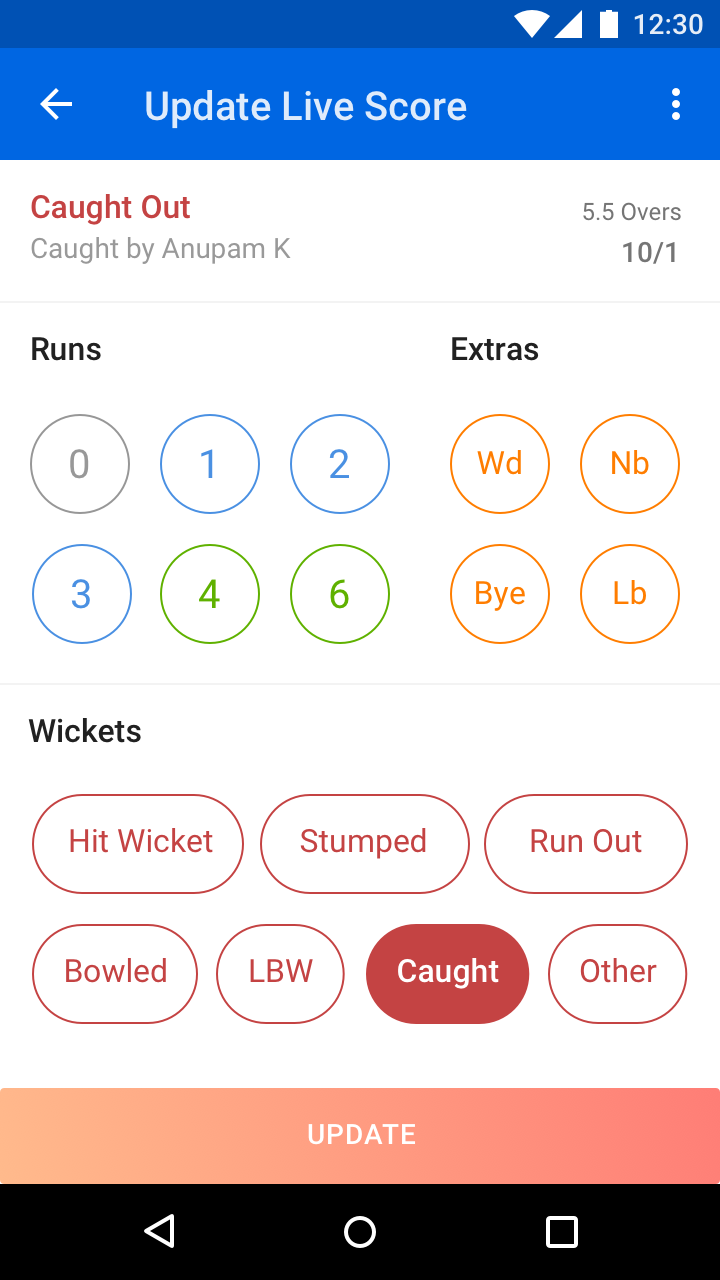 12:30
Update Live Score
Caught Out
5.5 Overs
Caught by Anupam K
10/1
Runs
Extras
0 1 2 Wd Nb
3 4 6 Bye Lb
Wickets
Hit Wicket Stumped Run Out
Bowled LBW Caught Other
UPDATE